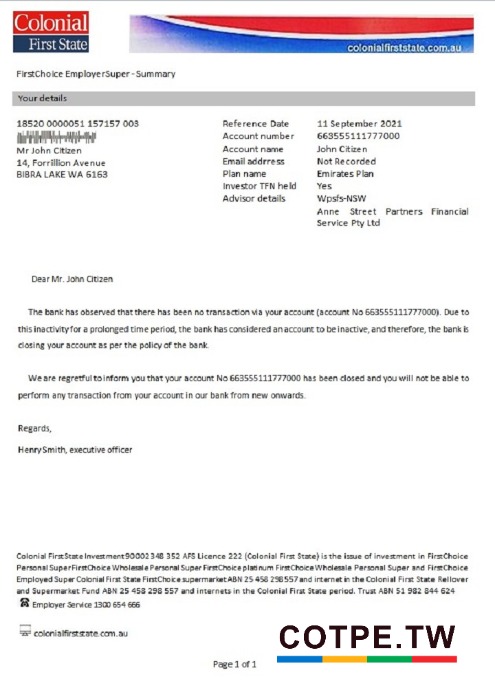 Colonial
First State
colonialfirststate.com.au
FirstChoice EmployerSuper - Summary
Your details
18520 0000051 157157 003
Mr John Citizen
14, Forrillion Avenue
BIBRA LAKE WA 6163
Reference Date 11 September 2021
Account number 663555111777000
Account name John Citizen
Email addrerss Not Recorded
Plan name Emirates Plan
Investor TFN held Yes
Advisor details Wpsfs-NSW
Anne Street Partners Financial
Service Pty Ltd
Dear Mr. John Citizen
The bank has observed that there has been no transaction via your account (account No 663555111777000). Due to
this inactivity for a prolonged time period, the bank has considered an account to be inactive, and therefore, the bank is
closing your account as per the policy of the bank.
We are regretful to inform you that your account No 663555111777000 has been closed and you will not be able to
perform any transaction from your account in our bank from new onwards.
Regards,
Henry Smith, executive officer
Colonial First State Investment 90002 348 352 AFS Licence 222 (Colonial First State) is the issue of investment in FirstChoice
Personal Super FirstChoice Wholesale Personal Super FirstChoice platinum FirstChoice Wholesale Personal Super and FirstChoice
Employed Super Colonial First State FirstChoice supermarket ABN 25 458 298 557 and internet in the Colonial First State Rellover
and Supermarket Fund ABN 25 458 298 557 and internets in the Colonial First State period. Trust ABN 51 982 844 624
Employer Service 1300 654 666
colonialfirststate.com.au
COTPE.TW
Page 1 of 1